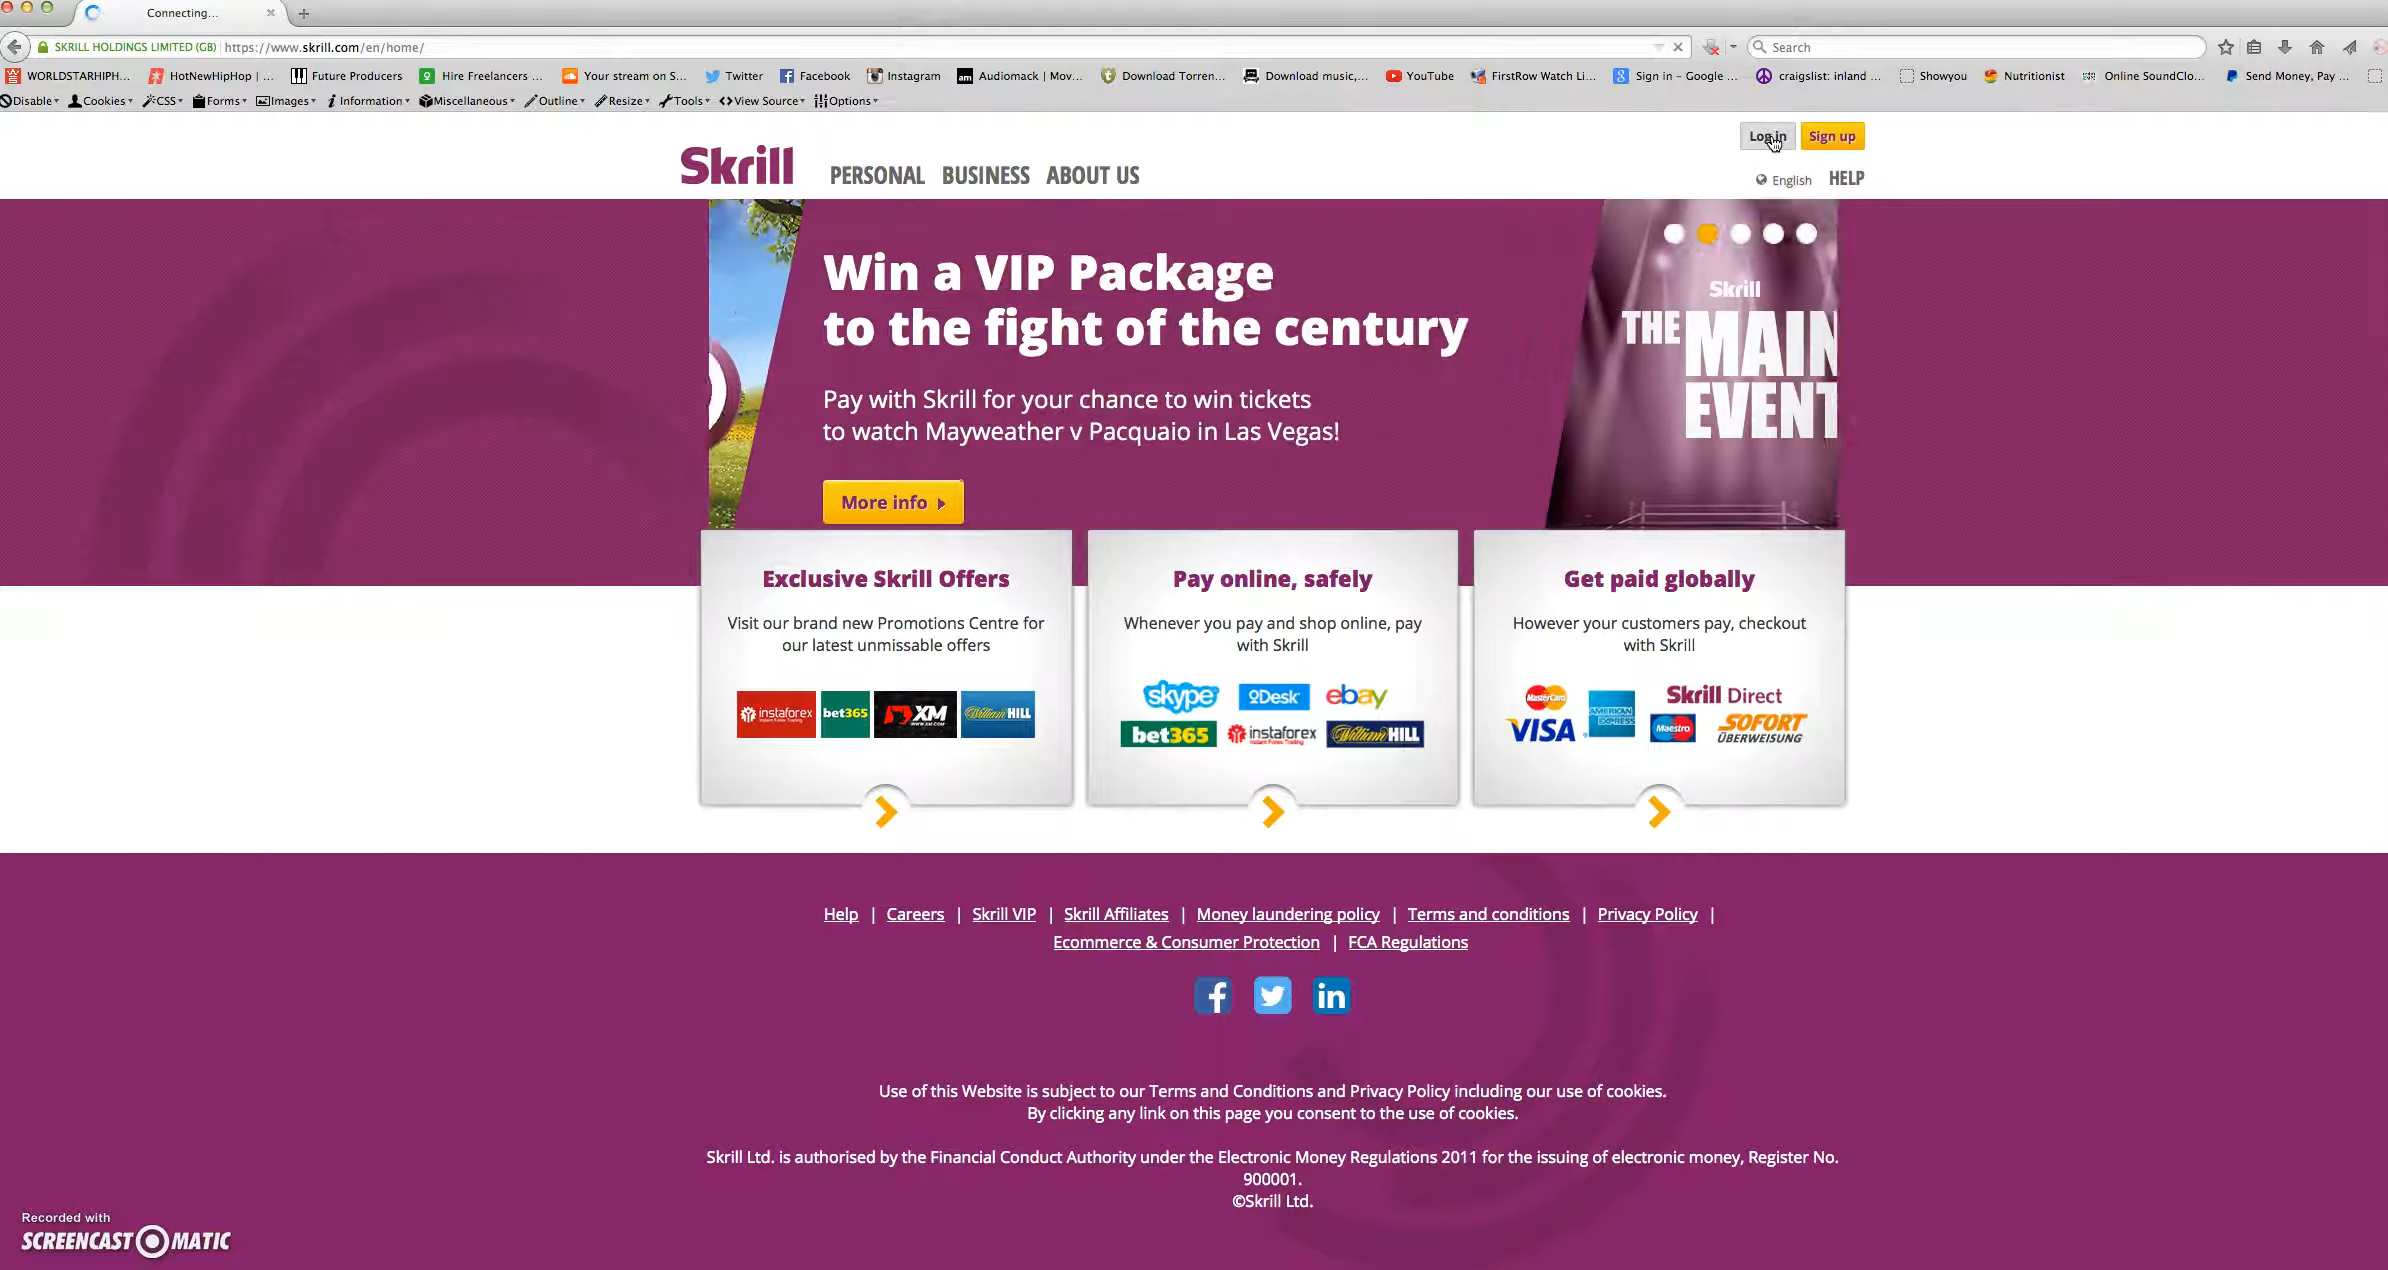 Connecting...
SKRILL HOLDINGS LIMITED (GB) https://www.skrill.com/en/home/
Search
WORLDSTARHIPH... HotNewHipHop | ... Future Producers Hire Freelancers ... Your stream on S... Twitter Facebook Instagram Audiomack | Mov... Download Torren... Download music,... YouTube FirstRow Watch Li... Sign in – Google ... craigslist: inland ... Showyou Nutritionist Online SoundClo... Send Money, Pay ...
Disable Cookies CSS Forms Images Information Miscellaneous Outline Resize Tools View Source Options
Log in Sign up
Skrill PERSONAL BUSINESS ABOUT US
English HELP
Win a VIP Package
to the fight of the century
Pay with Skrill for your chance to win tickets
to watch Mayweather v Pacquaio in Las Vegas!
More info
Skrill
THE MAIN
EVENT
Exclusive Skrill Offers
Visit our brand new Promotions Centre for
our latest unmissable offers
instaforex
Instant Forex Trading
bet365
XM
WWW.XM.COM
William HILL
Pay online, safely
Whenever you pay and shop online, pay
with Skrill
skype oDesk ebay
bet365 instaforex William HILL
Instant Forex Trading
Get paid globally
However your customers pay, checkout
with Skrill
MasterCard AMERICAN EXPRESS Skrill Direct
VISA Maestro SOFORT
ÜBERWEISUNG
Help | Careers | Skrill VIP | Skrill Affiliates | Money laundering policy | Terms and conditions | Privacy Policy |
Ecommerce & Consumer Protection | FCA Regulations
f in
Use of this Website is subject to our Terms and Conditions and Privacy Policy including our use of cookies.
By clicking any link on this page you consent to the use of cookies.
Skrill Ltd. is authorised by the Financial Conduct Authority under the Electronic Money Regulations 2011 for the issuing of electronic money, Register No.
900001.
©Skrill Ltd.
Recorded with
SCREENCAST MATIC